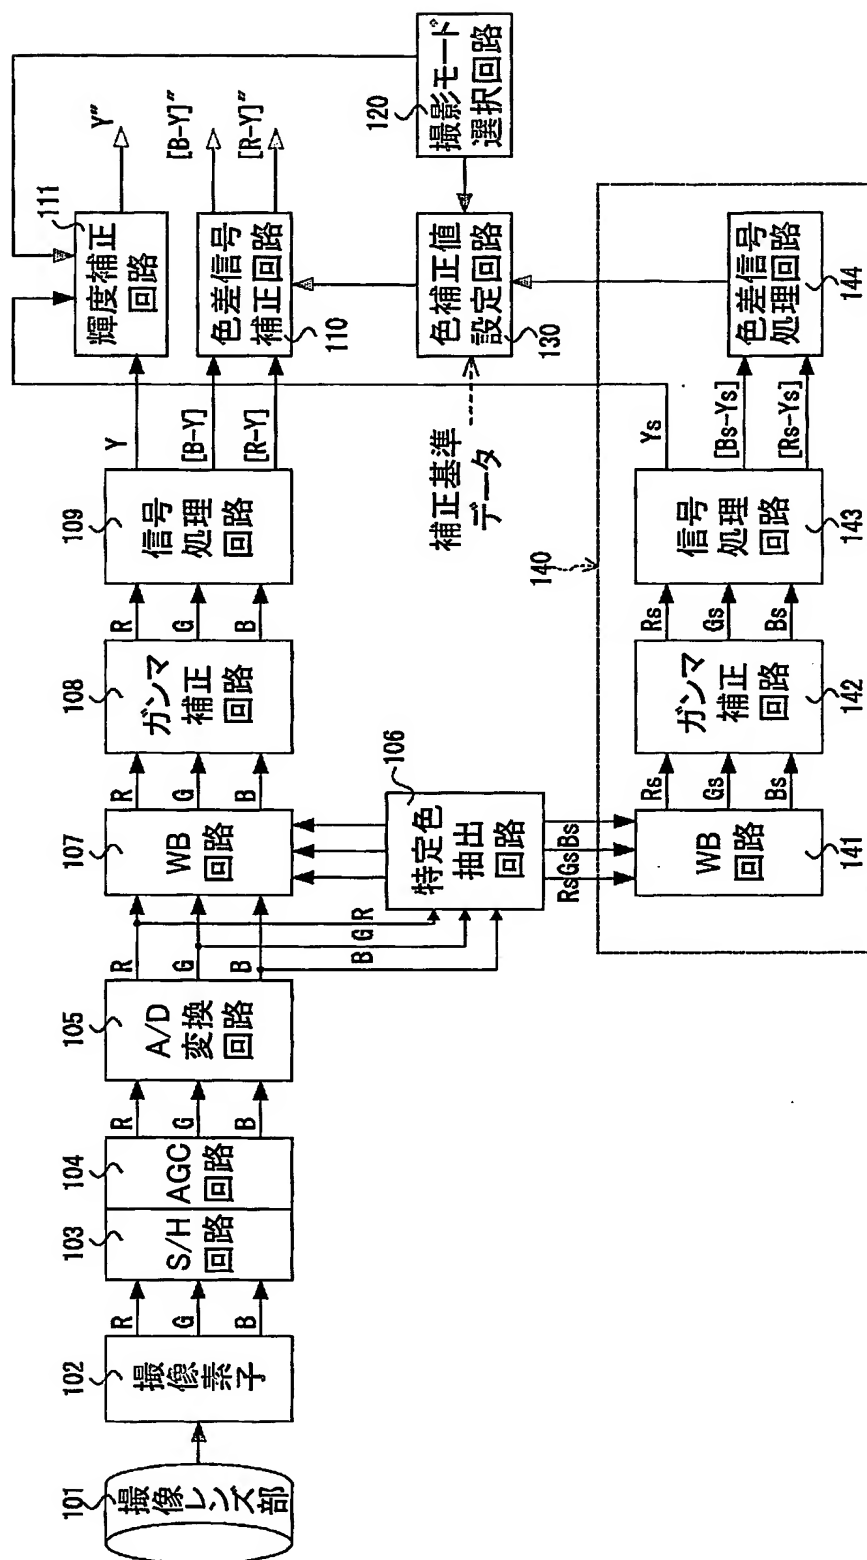 101
撮像
レンズ部
102
撮像
素子
R
G
B
103
S/H
回路
104
AGC
回路
R
G
B
105
A/D
変換
回路
R
G
B
R
G
B
106
特定色
抽出
回路
Rs
Gs
Bs
107
WB
回路
R
G
B
108
ガンマ
補正
回路
R
G
B
109
信号
処理
回路
Y
[B-Y]
[R-Y]
111
輝度補正
回路
Y"
110
色差信号
補正回路
[B-Y]"
[R-Y]"
120
撮影モード
選択回路
130
色補正値
設定回路
補正基準
データ
140
141
WB
回路
Rs
Gs
Bs
142
ガンマ
補正
回路
Rs
Gs
Bs
143
信号
処理
回路
Ys
[Bs-Ys]
[Rs-Ys]
144
色差信号
処理回路